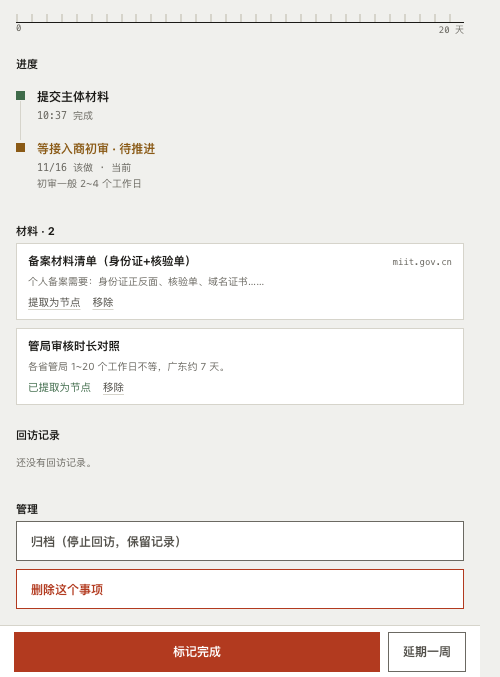 0
20 天
进度
提交主体材料
10:37 完成
等接入商初审 · 待推进
11/16 该做 · 当前
初审一般 2~4 个工作日
材料 · 2
备案材料清单（身份证+核验单）
miit.gov.cn
个人备案需要：身份证正反面、核验单、域名证书……
提取为节点 移除
管局审核时长对照
各省管局 1~20 个工作日不等，广东约 7 天。
已提取为节点 移除
回访记录
还没有回访记录。
管理
归档（停止回访，保留记录）
删除这个事项
标记完成
延期一周